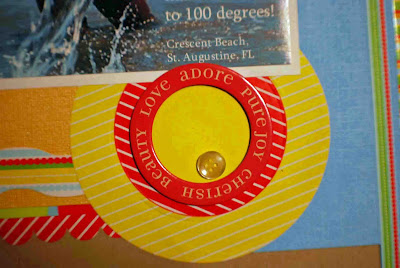 to 100 degrees!
Crescent Beach,
St. Augustine, FL
Beauty Love adore Pure Joy CHERISH